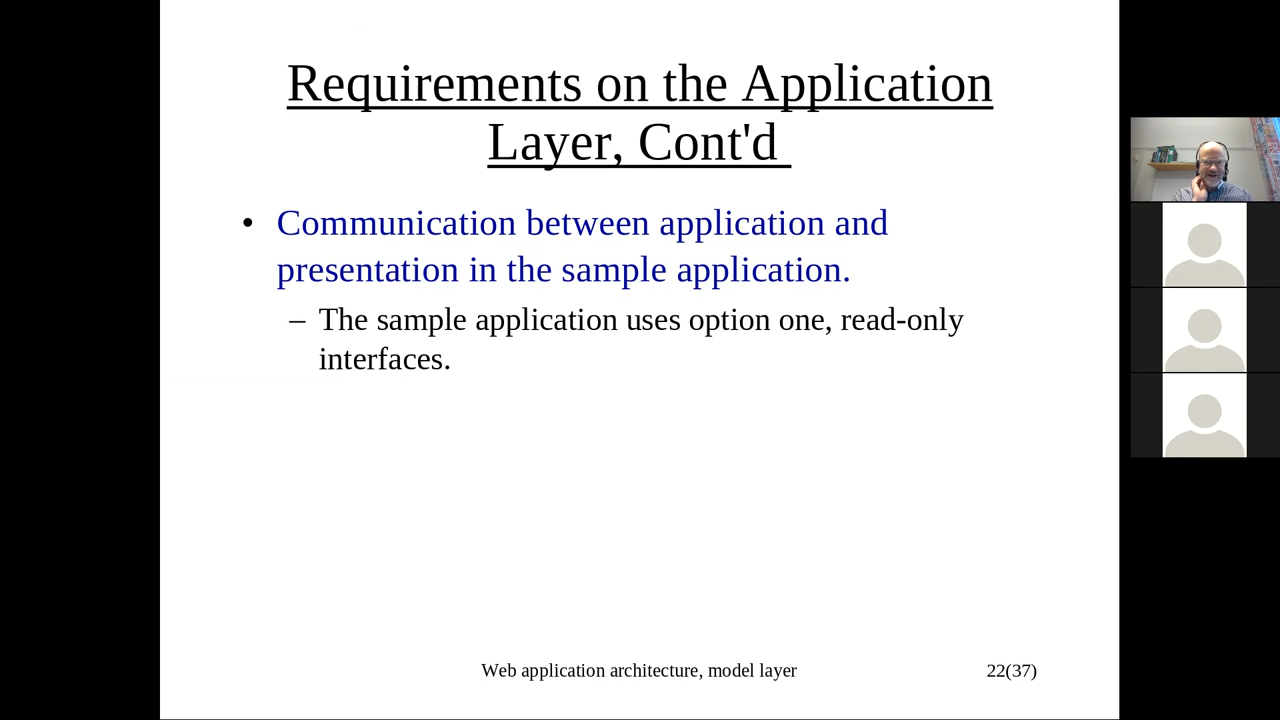 Requirements on the Application
Layer, Cont'd
• Communication between application and
presentation in the sample application.
– The sample application uses option one, read-only
interfaces.
Web application architecture, model layer
22(37)